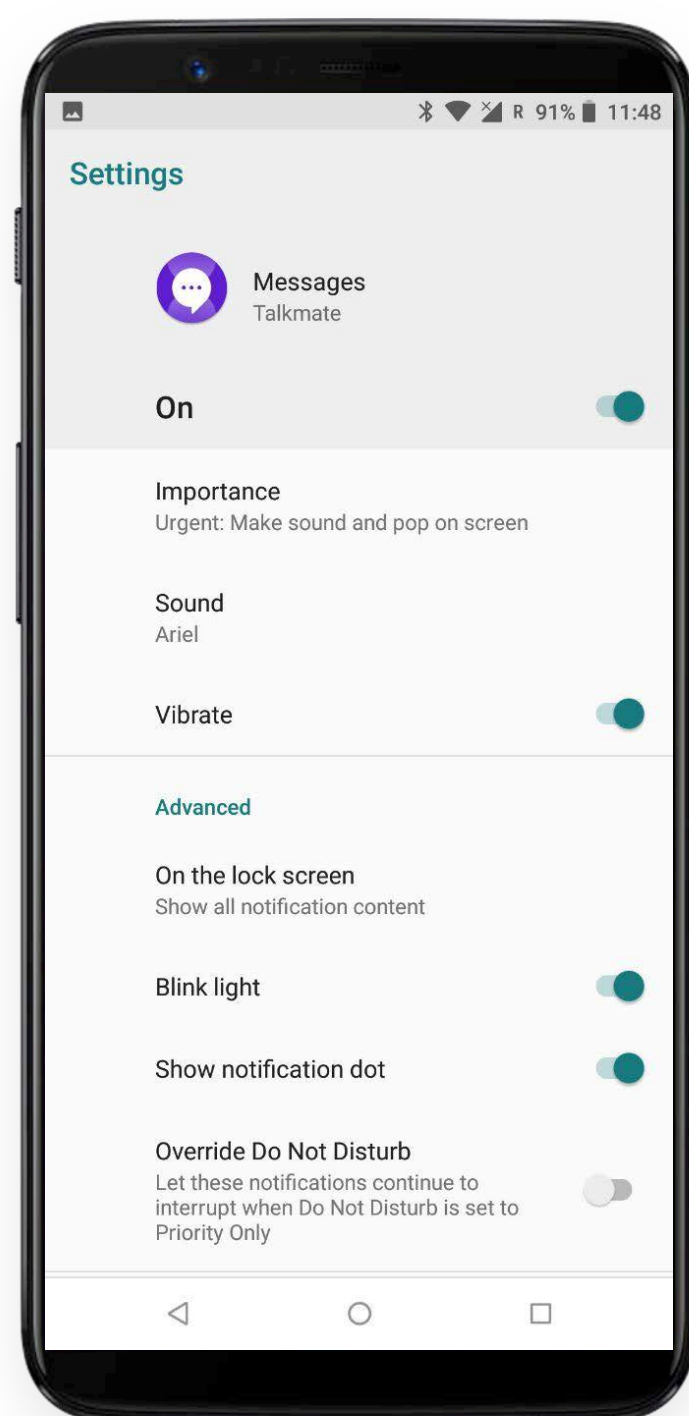 R 91% 11:48
Settings
Messages
Talkmate
On
Importance
Urgent: Make sound and pop on screen
Sound
Ariel
Vibrate
Advanced
On the lock screen
Show all notification content
Blink light
Show notification dot
Override Do Not Disturb
Let these notifications continue to
interrupt when Do Not Disturb is set to
Priority Only